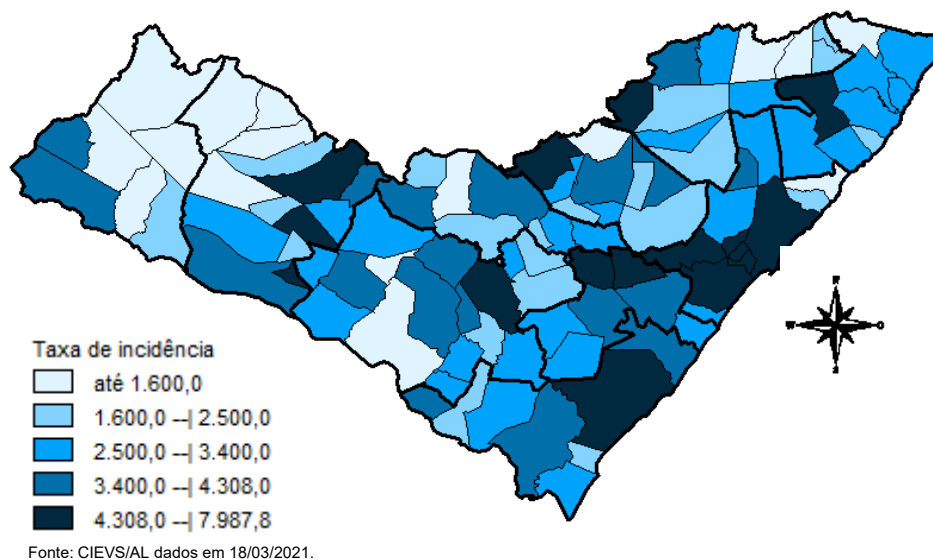 Taxa de incidência
até 1.600,0
1.600,0 --| 2.500,0
2.500,0 --| 3.400,0
3.400,0 --| 4.308,0
4.308,0 --| 7.987,8
Fonte: CIEVS/AL dados em 18/03/2021.